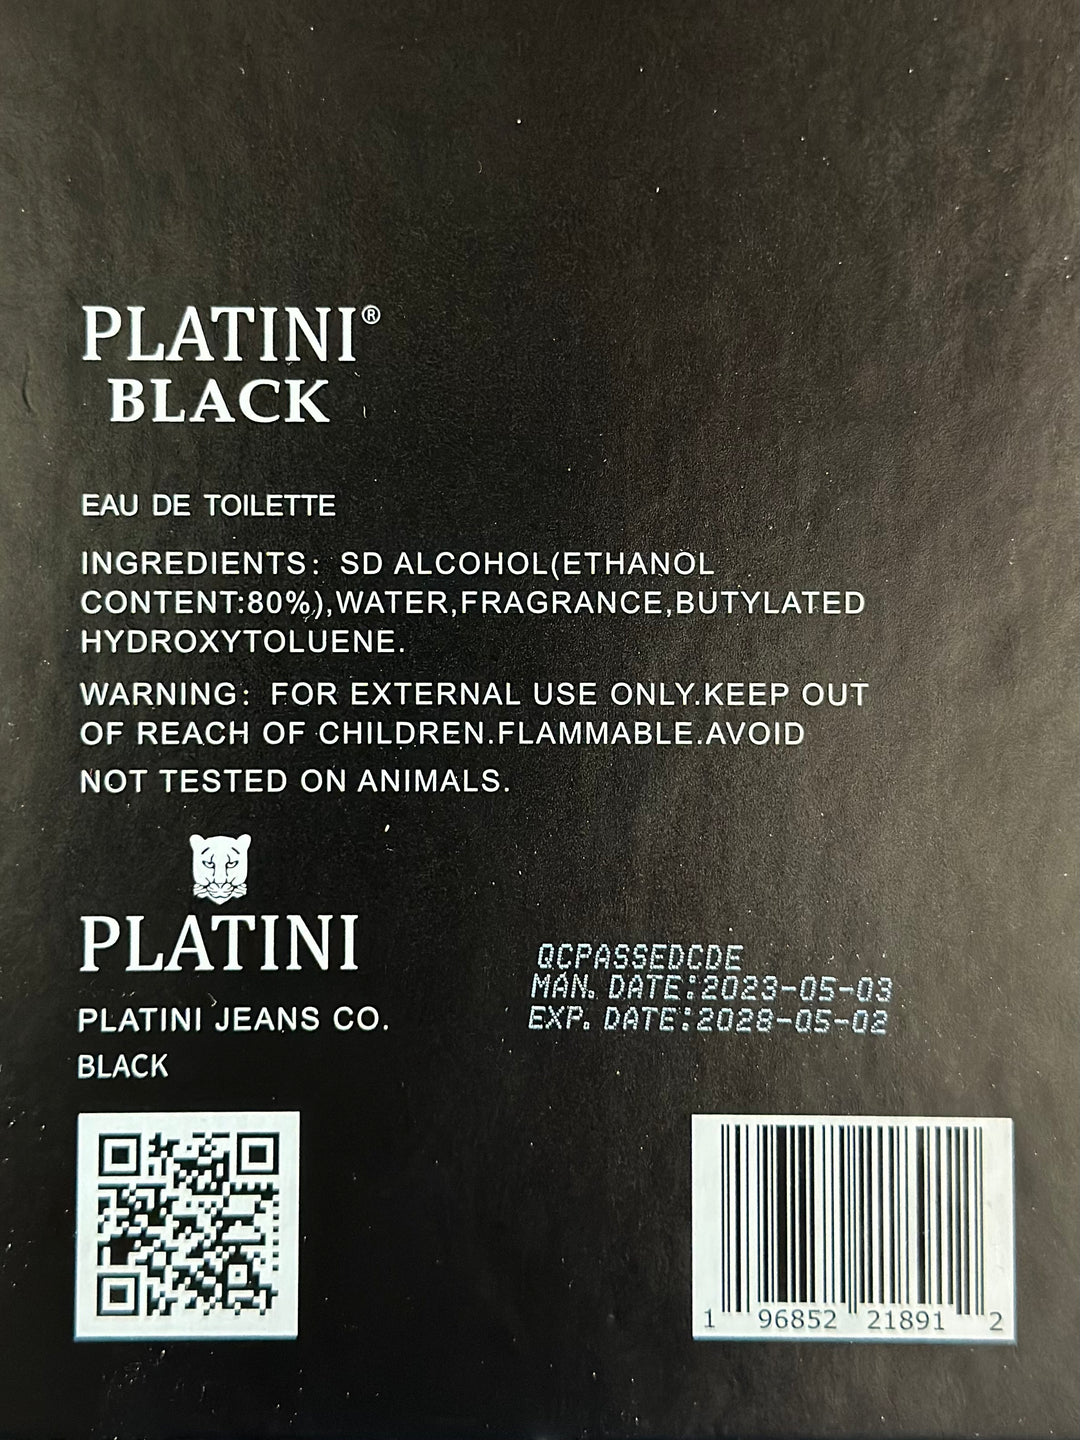 PLATINI®
BLACK
EAU DE TOILETTE
INGREDIENTS: SD ALCOHOL(ETHANOL
CONTENT:80%),WATER,FRAGRANCE,BUTYLATED
HYDROXYTOLUENE.
WARNING: FOR EXTERNAL USE ONLY.KEEP OUT
OF REACH OF CHILDREN.FLAMMABLE.AVOID
NOT TESTED ON ANIMALS.
PLATINI
PLATINI JEANS CO.
BLACK
QCPASSEDCDE
MAN. DATE:2023-05-03
EXP. DATE:2028-05-02
1 96852 21891 2